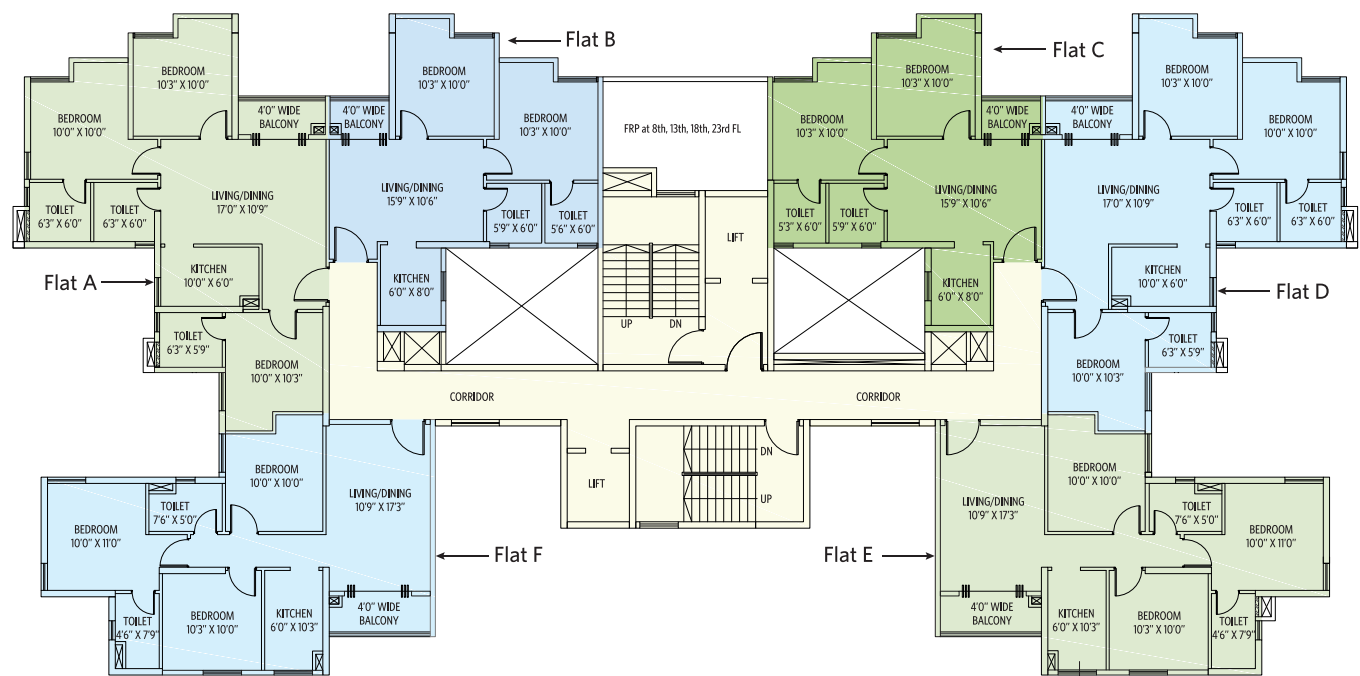 Flat A
BEDROOM
10'3" X 10'0"
BEDROOM
10'0" X 10'0"
4'0" WIDE
BALCONY
LIVING/DINING
17'0" X 10'9"
TOILET
6'3" X 6'0"
TOILET
6'3" X 6'0"
KITCHEN
10'0" X 6'0"
TOILET
6'3" X 5'9"
BEDROOM
10'0" X 10'3"
Flat B
BEDROOM
10'3" X 10'0"
BEDROOM
10'3" X 10'0"
4'0" WIDE
BALCONY
LIVING/DINING
15'9" X 10'6"
TOILET
5'9" X 6'0"
TOILET
5'6" X 6'0"
KITCHEN
6'0" X 8'0"
FRP at 8th, 13th, 18th, 23rd FL
LIFT
UP
DN
Flat C
BEDROOM
10'3" X 10'0"
BEDROOM
10'3" X 10'0"
4'0" WIDE
BALCONY
LIVING/DINING
15'9" X 10'6"
TOILET
5'3" X 6'0"
TOILET
5'9" X 6'0"
KITCHEN
6'0" X 8'0"
Flat D
BEDROOM
10'3" X 10'0"
BEDROOM
10'0" X 10'0"
4'0" WIDE
BALCONY
LIVING/DINING
17'0" X 10'9"
TOILET
6'3" X 6'0"
TOILET
6'3" X 6'0"
KITCHEN
10'0" X 6'0"
TOILET
6'3" X 5'9"
BEDROOM
10'0" X 10'3"
CORRIDOR
CORRIDOR
LIFT
DN
UP
Flat F
BEDROOM
10'0" X 10'0"
LIVING/DINING
10'9" X 17'3"
TOILET
7'6" X 5'0"
BEDROOM
10'0" X 11'0"
TOILET
4'6" X 7'9"
BEDROOM
10'3" X 10'0"
KITCHEN
6'0" X 10'3"
4'0" WIDE
BALCONY
Flat E
LIVING/DINING
10'9" X 17'3"
BEDROOM
10'0" X 10'0"
TOILET
7'6" X 5'0"
BEDROOM
10'0" X 11'0"
4'0" WIDE
BALCONY
KITCHEN
6'0" X 10'3"
BEDROOM
10'3" X 10'0"
TOILET
4'6" X 7'9"